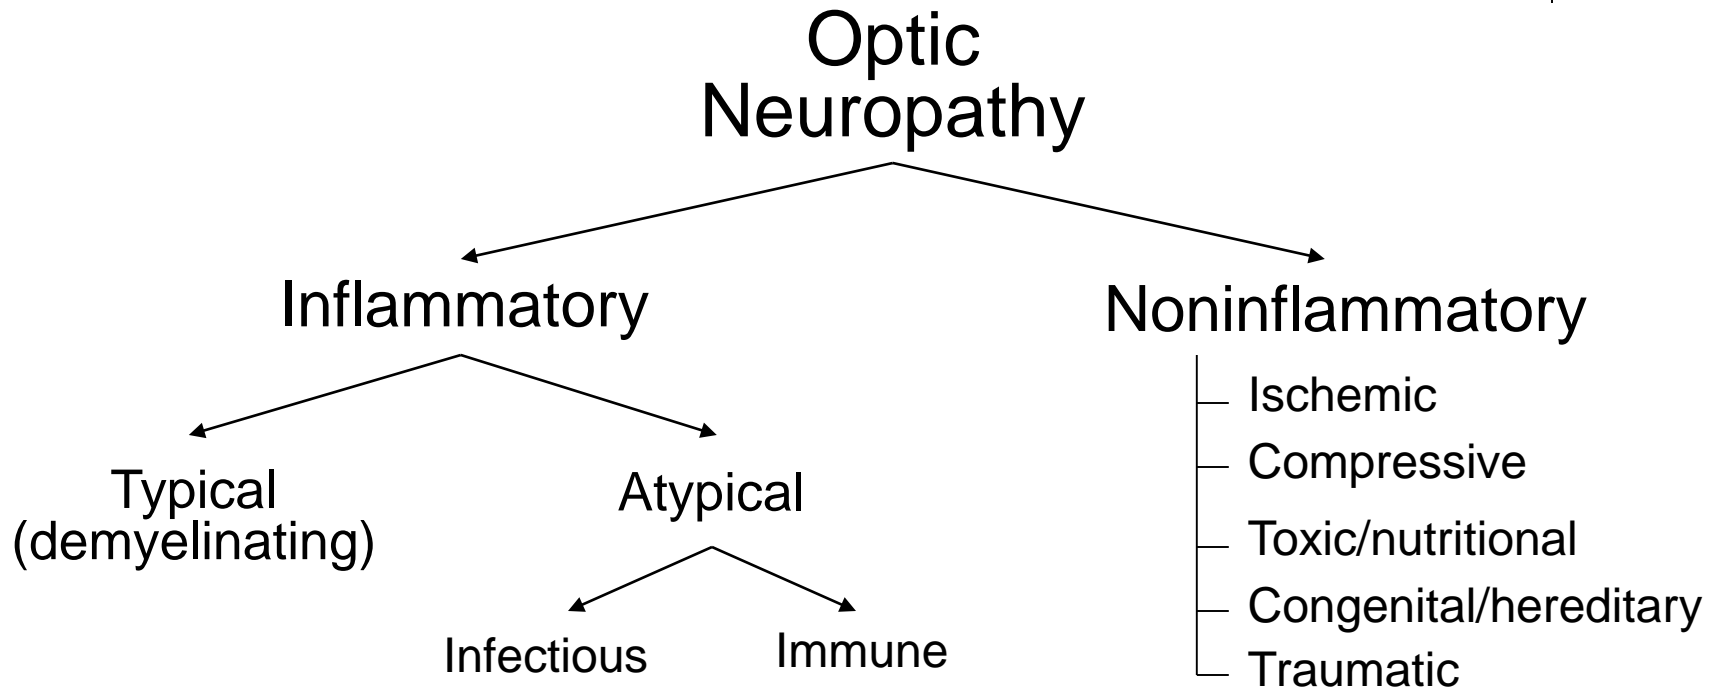 Optic
Neuropathy
Inflammatory
Noninflammatory
Typical
(demyelinating)
Atypical
Infectious
Immune
Ischemic
Compressive
Toxic/nutritional
Congenital/hereditary
Traumatic